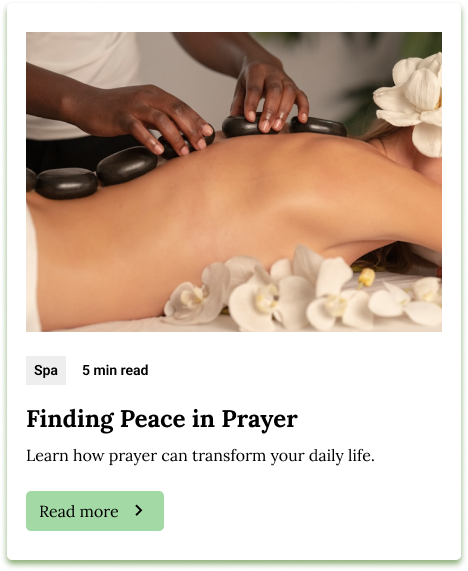 Spa
5 min read
Finding Peace in Prayer
Learn how prayer can transform your daily life.
Read more